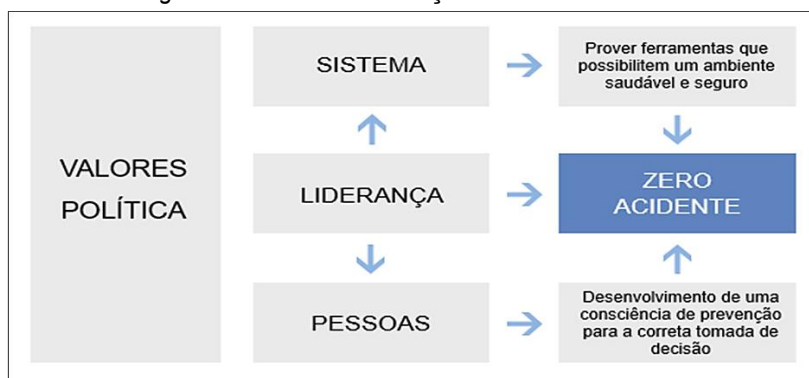 VALORES
POLÍTICA
SISTEMA
Prover ferramentas que
possibilitem um ambiente
saudável e seguro
LIDERANÇA
ZERO
ACIDENTE
PESSOAS
Desenvolvimento de uma
consciência de prevenção
para a correta tomada de
decisão